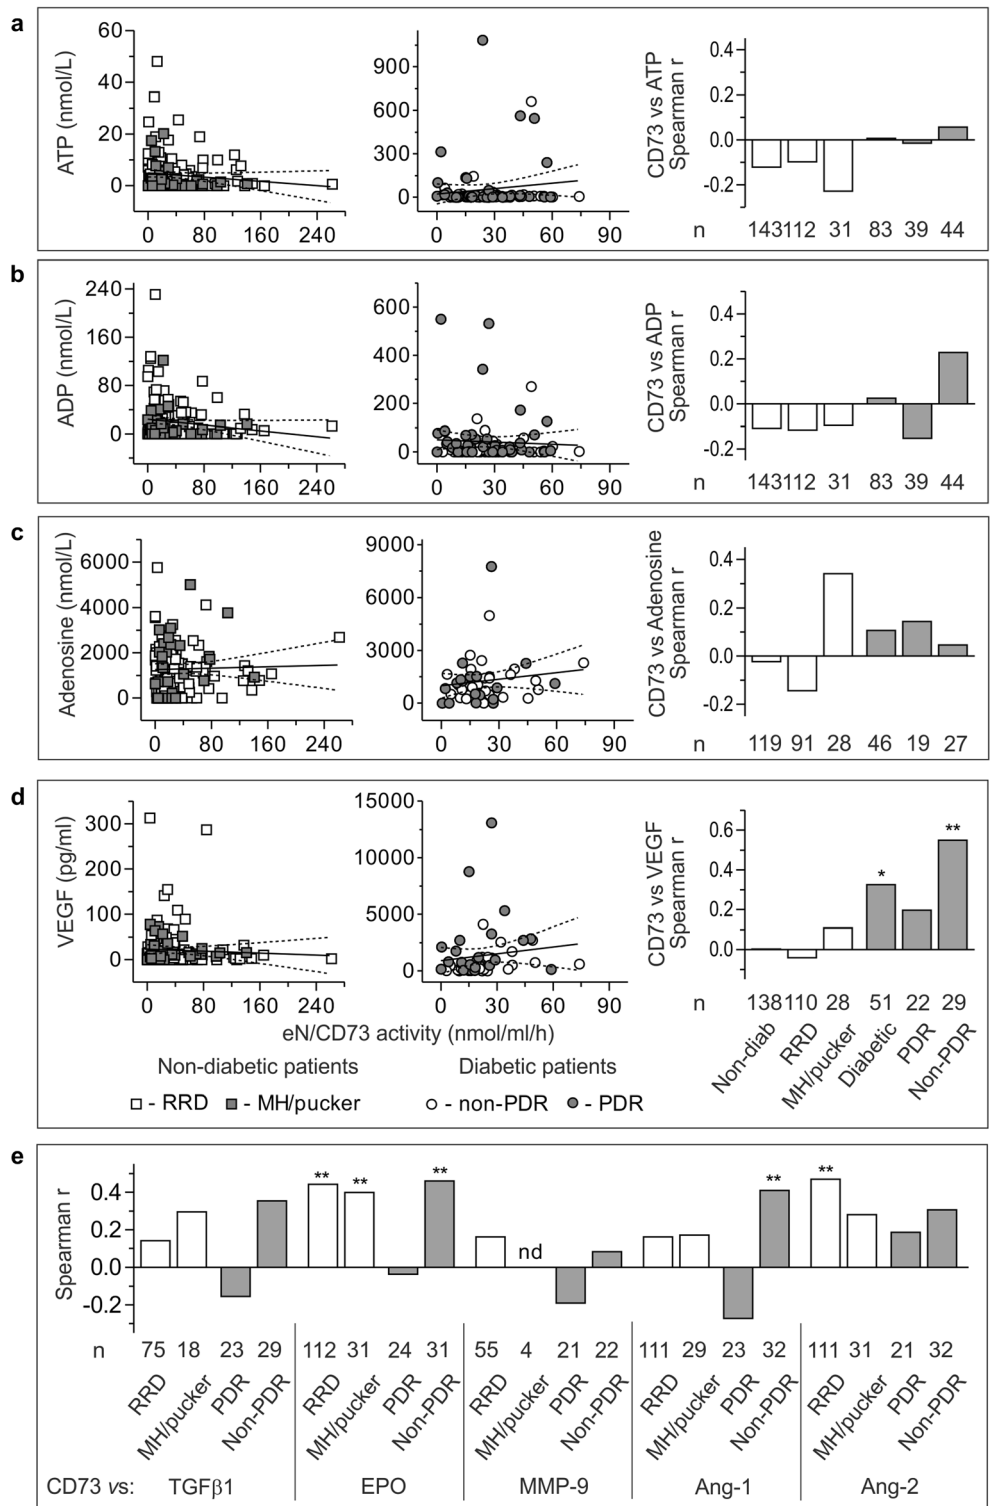 a
ATP (nmol/L)
60
40
20
0
0 80 160 240
900
600
300
0
0 30 60 90
CD73 vs ATP
Spearman r
0.4
0.2
0.0
-0.2
n 143 112 31 83 39 44
b
ADP (nmol/L)
240
160
80
0
0 80 160 240
600
400
200
0
0 30 60 90
CD73 vs ADP
Spearman r
0.4
0.2
0.0
-0.2
n 143 112 31 83 39 44
c
Adenosine (nmol/L)
6000
4000
2000
0
0 80 160 240
9000
6000
3000
0
0 30 60 90
CD73 vs Adenosine
Spearman r
0.4
0.2
0.0
-0.2
n 119 91 28 46 19 27
d
VEGF (pg/ml)
300
200
100
0
0 80 160 240
15000
10000
5000
0
0 30 60 90
eN/CD73 activity (nmol/ml/h)
Non-diabetic patients
Diabetic patients
- RRD - MH/pucker
- non-PDR - PDR
CD73 vs VEGF
Spearman r
0.6
0.4
0.2
0.0
* **
n 138 110 28 51 22 29
Non-diab RRD MH/pucker Diabetic PDR Non-PDR
e
Spearman r
0.4
0.2
0.0
-0.2
** ** ** nd ** **
n 75 18 23 29 112 31 24 31 55 4 21 22 111 29 23 32 111 31 21 32
RRD MH/pucker PDR Non-PDR RRD MH/pucker PDR Non-PDR RRD MH/pucker PDR Non-PDR RRD MH/pucker PDR Non-PDR RRD MH/pucker PDR Non-PDR
CD73 vs: TGFβ1 EPO MMP-9 Ang-1 Ang-2